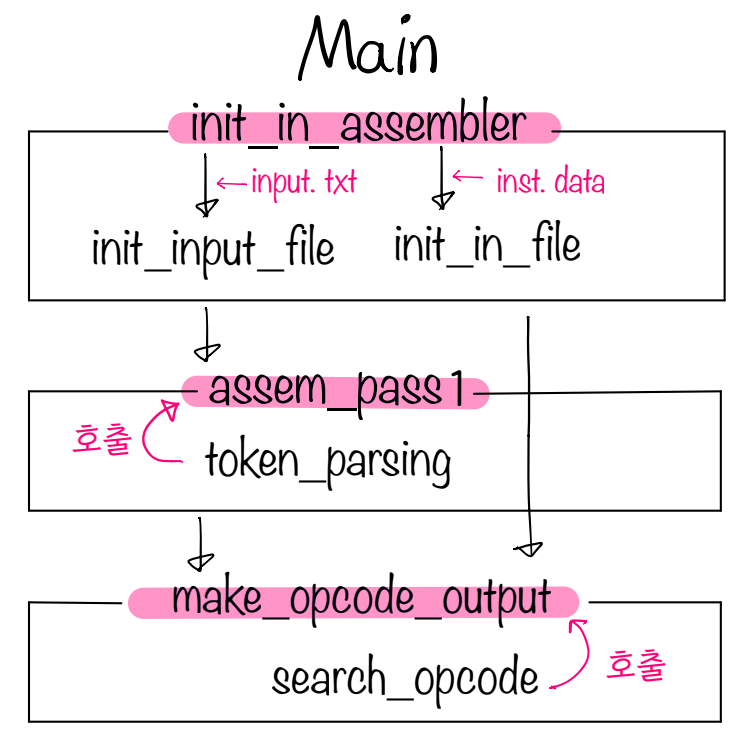 Main
init_in_assembler
input. txt
inst. data
init_input_file
init_in_file
assem_pass1
호출
token_parsing
make_opcode_output
search_opcode
호출